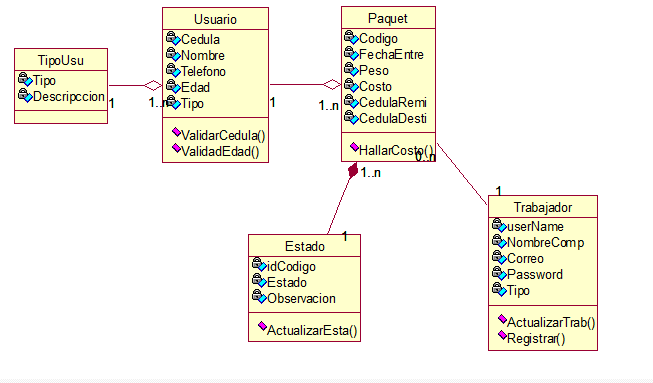 TipoUsu
Tipo
Descripccion
1
1..n
Usuario
Cedula
Nombre
Telefono
Edad
Tipo
ValidarCedula()
ValidadEdad()
1
1..n
Paquet
Codigo
FechaEntre
Peso
Costo
CedulaRemi
CedulaDesti
HallarCosto()
0..n
1..n
1
1
Estado
idCodigo
Estado
Observacion
ActualizarEsta()
Trabajador
userName
NombreComp
Correo
Password
Tipo
ActualizarTrab()
Registrar()